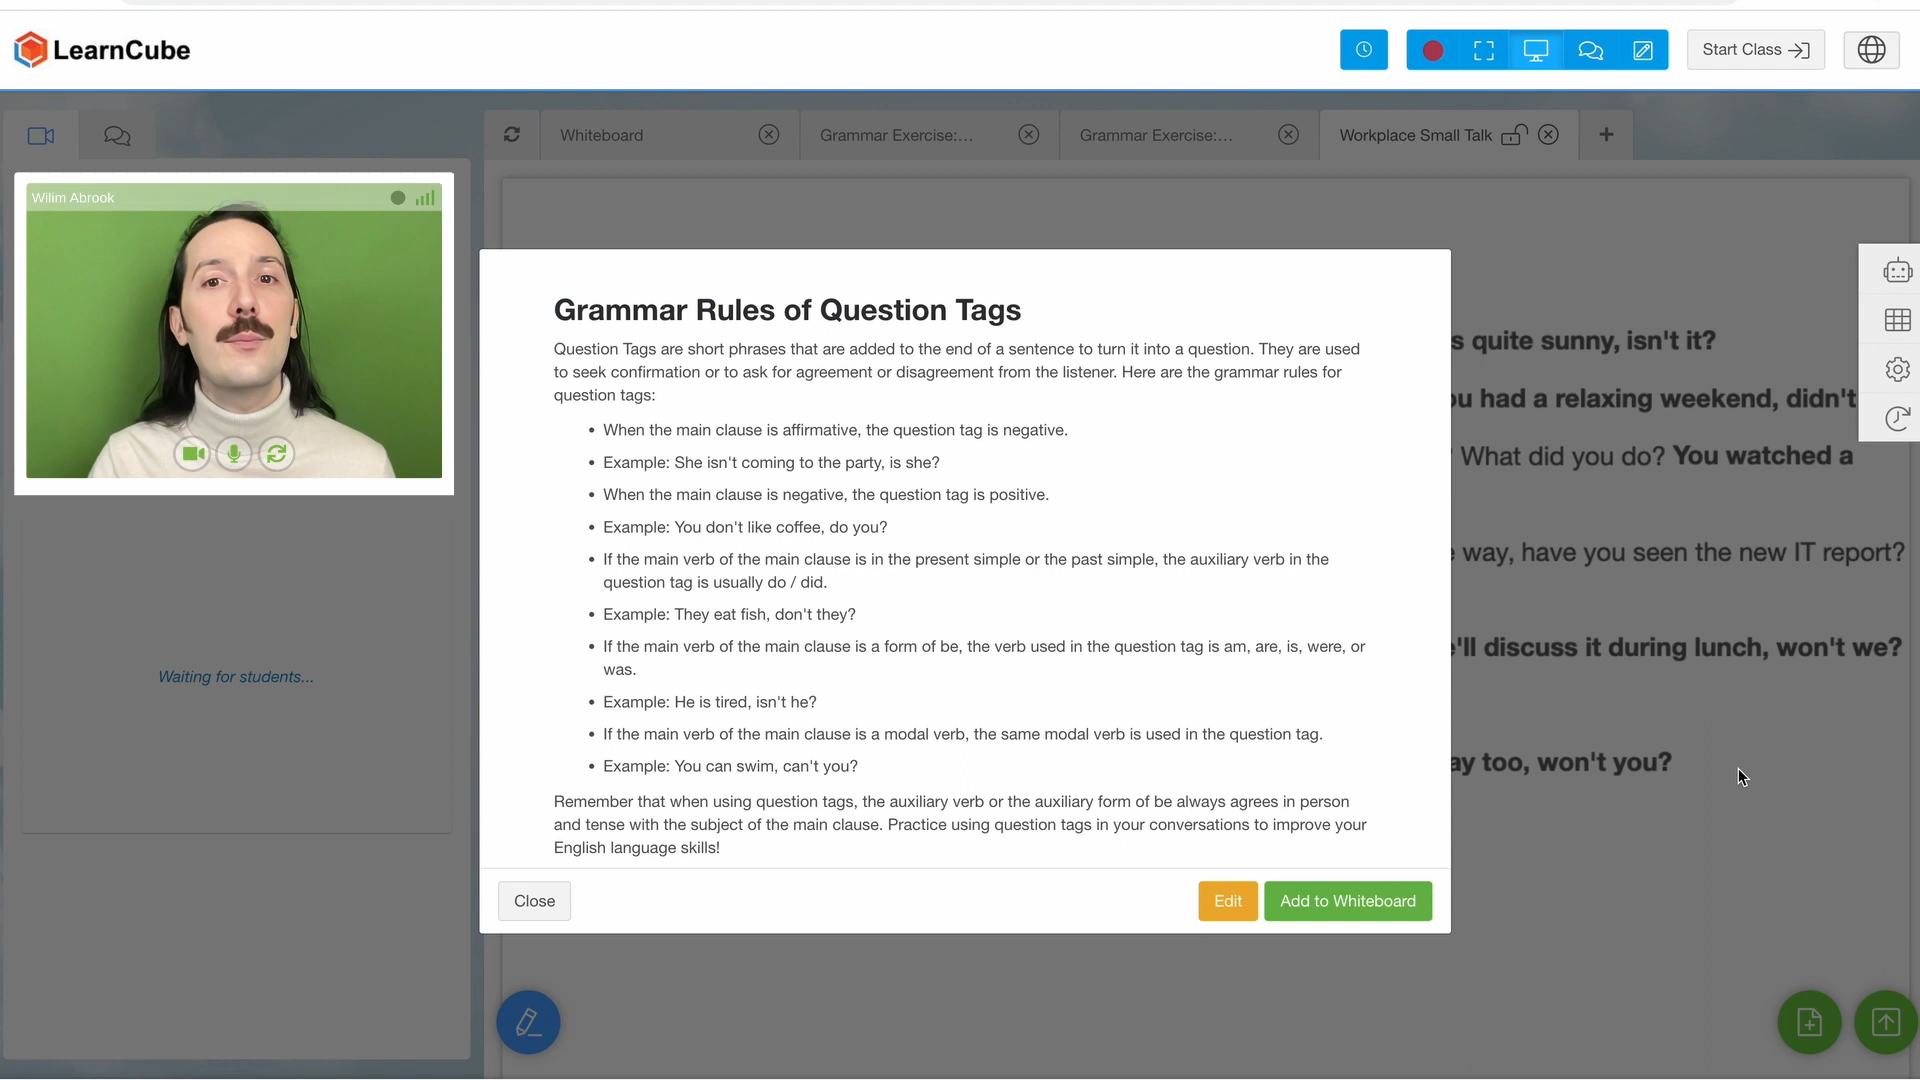 LearnCube
Start Class
Whiteboard
Grammar Exercise:...
Grammar Exercise:...
Workplace Small Talk
Wilim Abrook
Waiting for students...
Grammar Rules of Question Tags
Question Tags are short phrases that are added to the end of a sentence to turn it into a question. They are used
to seek confirmation or to ask for agreement or disagreement from the listener. Here are the grammar rules for
question tags:
• When the main clause is affirmative, the question tag is negative.
• Example: She isn't coming to the party, is she?
• When the main clause is negative, the question tag is positive.
• Example: You don't like coffee, do you?
• If the main verb of the main clause is in the present simple or the past simple, the auxiliary verb in the
question tag is usually do / did.
• Example: They eat fish, don't they?
• If the main verb of the main clause is a form of be, the verb used in the question tag is am, are, is, were, or
was.
• Example: He is tired, isn't he?
• If the main verb of the main clause is a modal verb, the same modal verb is used in the question tag.
• Example: You can swim, can't you?
Remember that when using question tags, the auxiliary verb or the auxiliary form of be always agrees in person
and tense with the subject of the main clause. Practice using question tags in your conversations to improve your
English language skills!
Close
Edit
Add to Whiteboard
s quite sunny, isn't it?
ou had a relaxing weekend, didn't
What did you do? You watched a
way, have you seen the new IT report?
'll discuss it during lunch, won't we?
ay too, won't you?